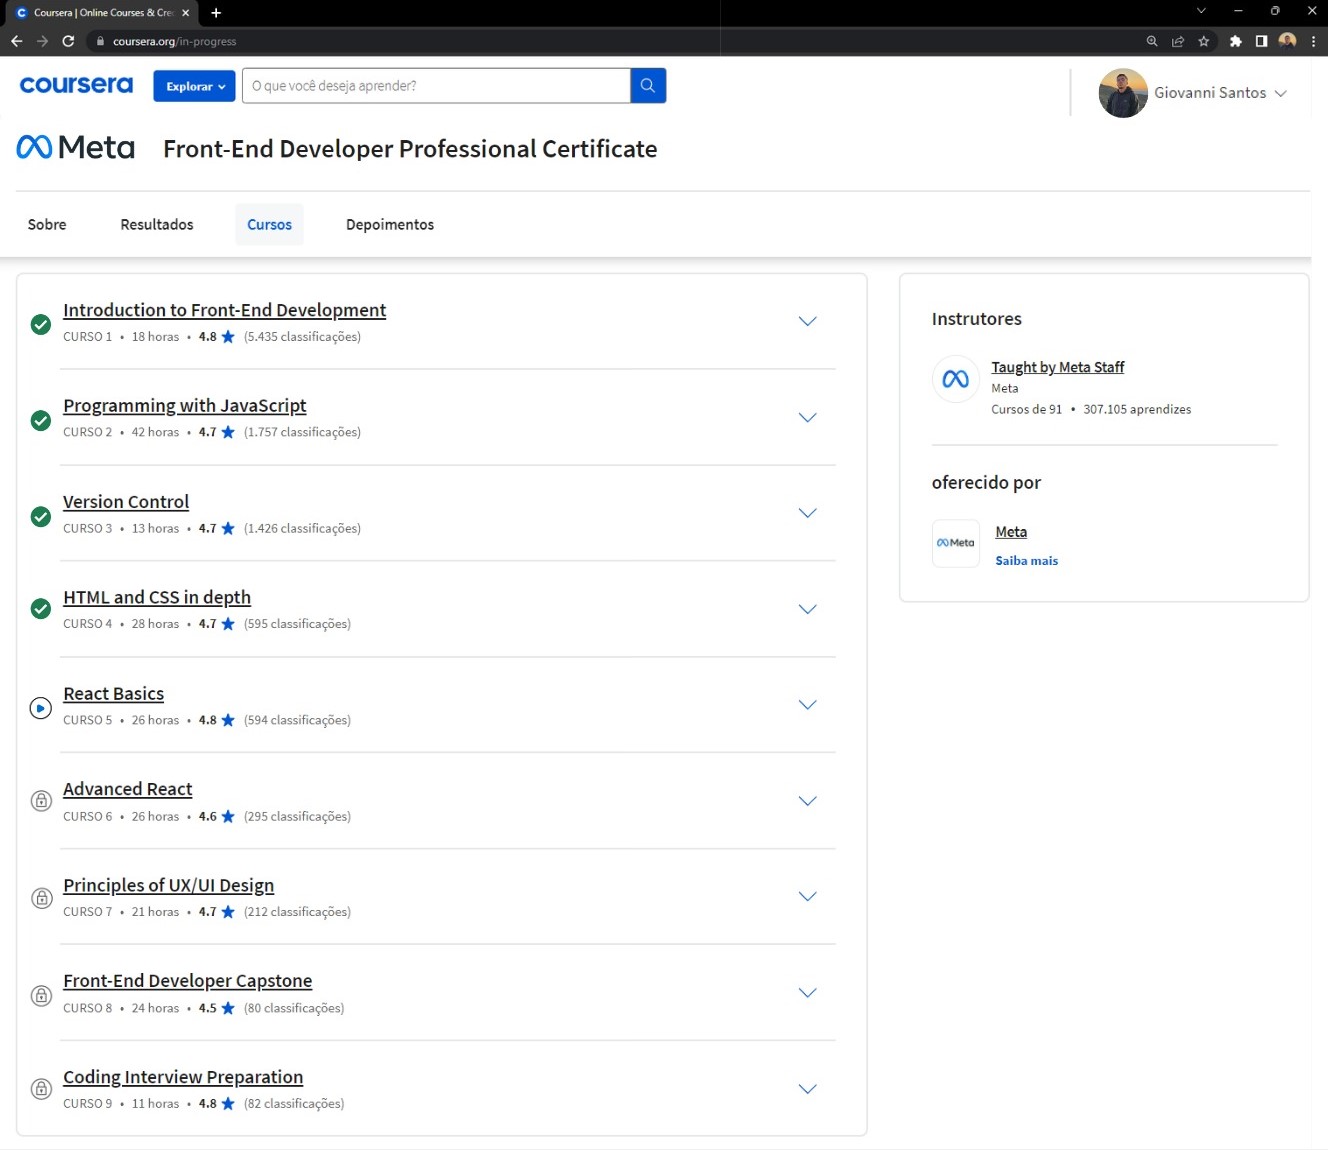 Coursera | Online Courses & Cre
coursera.org/in-progress
coursera
Explorar
O que você deseja aprender?
Giovanni Santos
Meta
Front-End Developer Professional Certificate
Sobre
Resultados
Cursos
Depoimentos
Introduction to Front-End Development
CURSO 1 • 18 horas • 4.8 ★ (5.435 classificações)
Programming with JavaScript
CURSO 2 • 42 horas • 4.7 ★ (1.757 classificações)
Version Control
CURSO 3 • 13 horas • 4.7 ★ (1.426 classificações)
HTML and CSS in depth
CURSO 4 • 28 horas • 4.7 ★ (595 classificações)
React Basics
CURSO 5 • 26 horas • 4.8 ★ (594 classificações)
Advanced React
CURSO 6 • 26 horas • 4.6 ★ (295 classificações)
Principles of UX/UI Design
CURSO 7 • 21 horas • 4.7 ★ (212 classificações)
Front-End Developer Capstone
CURSO 8 • 24 horas • 4.5 ★ (80 classificações)
Coding Interview Preparation
CURSO 9 • 11 horas • 4.8 ★ (82 classificações)
Instrutores
Taught by Meta Staff
Meta
Cursos de 91 • 307.105 aprendizes
oferecido por
Meta
Meta
Saiba mais